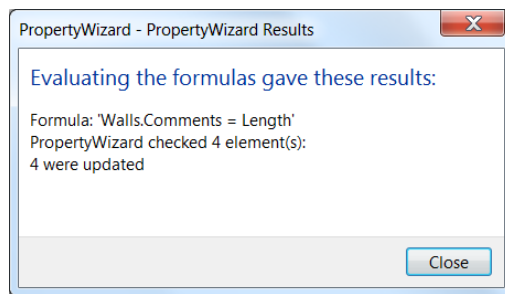 PropertyWizard - PropertyWizard Results
Evaluating the formulas gave these results:
Formula: 'Walls.Comments = Length'
PropertyWizard checked 4 element(s):
4 were updated
Close